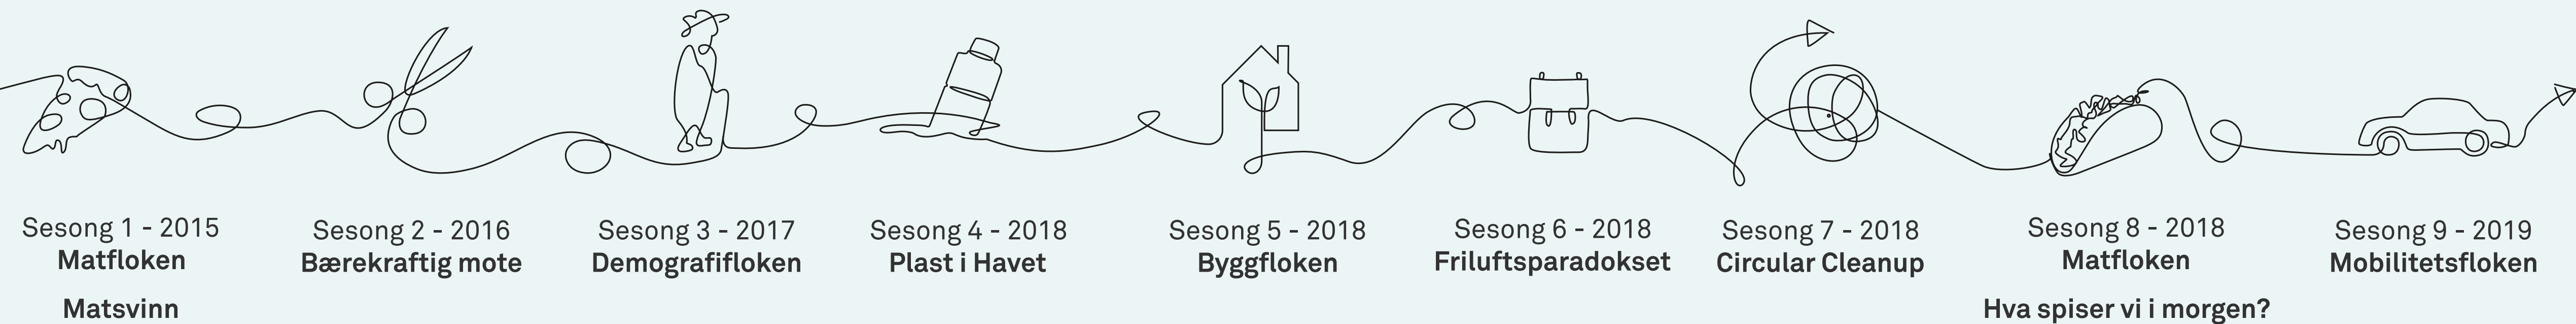 Sesong 1 - 2015
Matfloken
Matsvinn
Sesong 2 - 2016
Bærekraftig mote
Sesong 3 - 2017
Demografifloken
Sesong 4 - 2018
Plast i Havet
Sesong 5 - 2018
Byggfloken
Sesong 6 - 2018
Friluftsparadokset
Sesong 7 - 2018
Circular Cleanup
Sesong 8 - 2018
Matfloken
Hva spiser vi i morgen?
Sesong 9 - 2019
Mobilitetsfloken